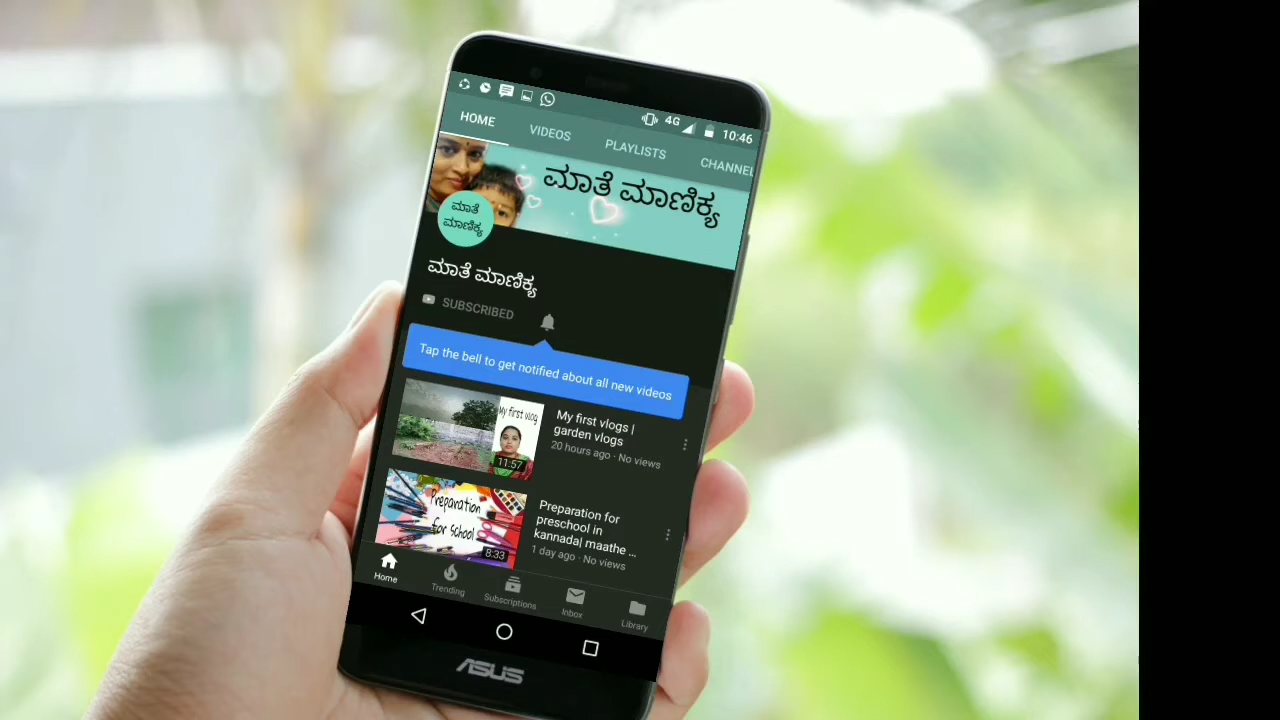 4G 10:46
HOME VIDEOS PLAYLISTS CHANNEL
ಮಾತೆ ಮಾಣಿಕ್ಯ
ಮಾತೆ
ಮಾಣಿಕ್ಯ
ಮಾತೆ ಮಾಣಿಕ್ಯ
SUBSCRIBED
Tap the bell to get notified about all new videos
My first vlog
11:57
My first vlogs |
garden vlogs
20 hours ago · No views
Preparation
for school
8:33
Preparation for
preschool in
kannada| maathe ...
1 day ago · No views
Home Trending Subscriptions Inbox Library
ASUS